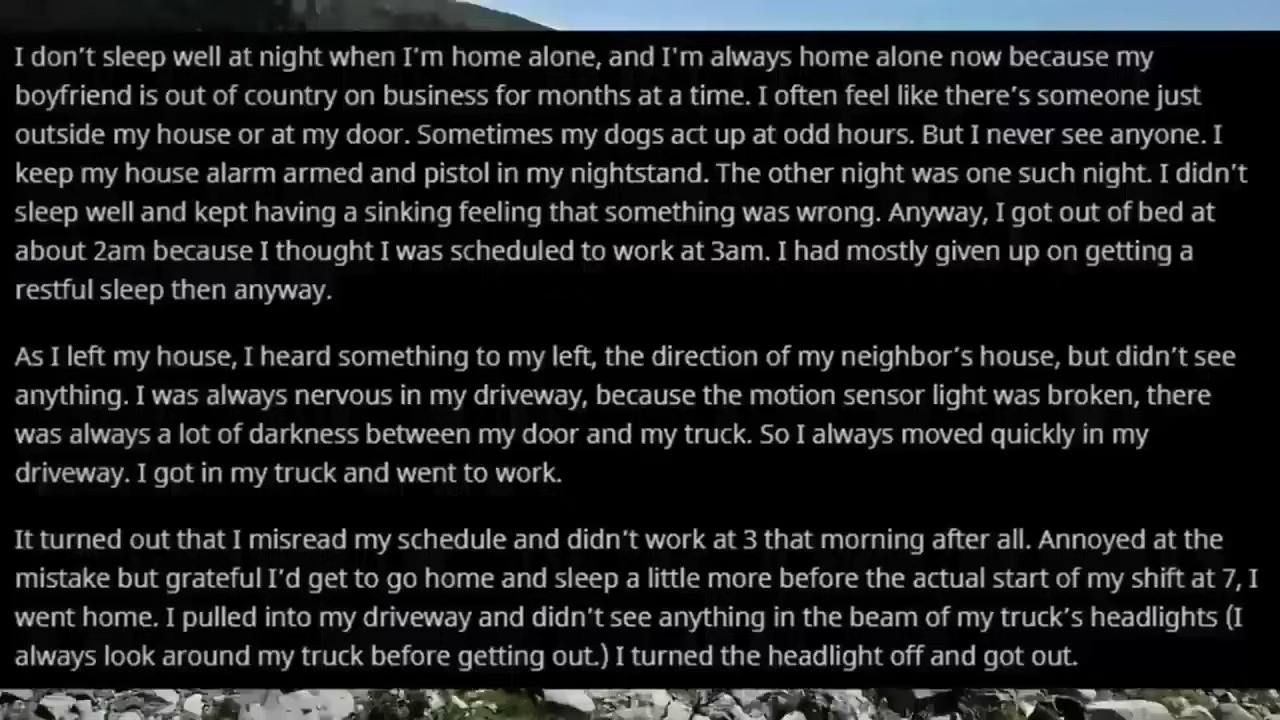 I don’t sleep well at night when I’m home alone, and I'm always home alone now because my
boyfriend is out of country on business for months at a time. I often feel like there’s someone just
outside my house or at my door. Sometimes my dogs act up at odd hours. But I never see anyone. I
keep my house alarm armed and pistol in my nightstand. The other night was one such night. I didn’t
sleep well and kept having a sinking feeling that something was wrong. Anyway, I got out of bed at
about 2am because I thought I was scheduled to work at 3am. I had mostly given up on getting a
restful sleep then anyway.
As I left my house, I heard something to my left, the direction of my neighbor’s house, but didn’t see
anything. I was always nervous in my driveway, because the motion sensor light was broken, there
was always a lot of darkness between my door and my truck. So I always moved quickly in my
driveway. I got in my truck and went to work.
It turned out that I misread my schedule and didn’t work at 3 that morning after all. Annoyed at the
mistake but grateful I’d get to go home and sleep a little more before the actual start of my shift at 7, I
went home. I pulled into my driveway and didn’t see anything in the beam of my truck’s headlights (I
always look around my truck before getting out.) I turned the headlight off and got out.